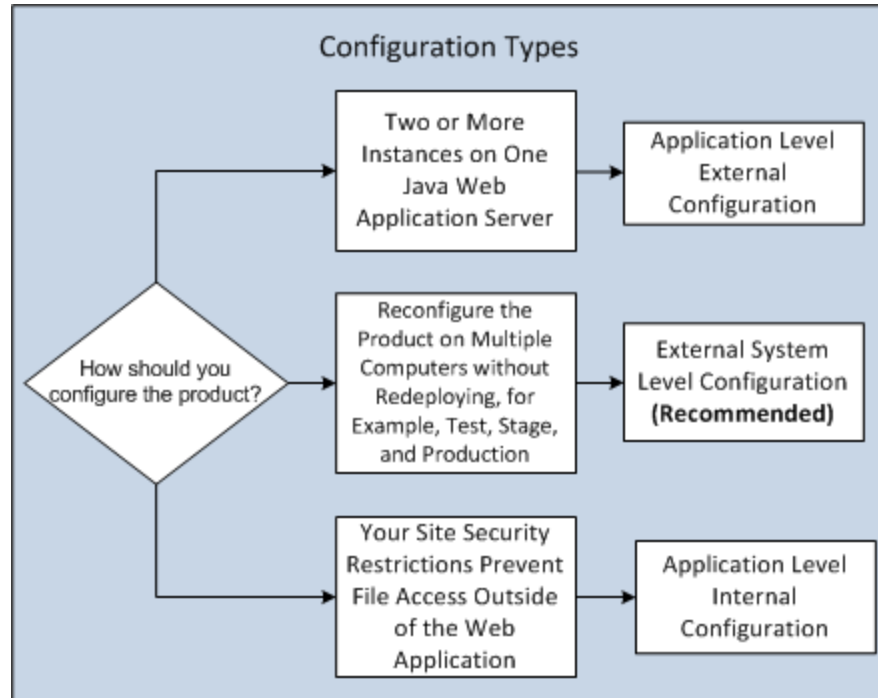 Configuration Types
Two or More
Instances on One
Java Web
Application Server
Application Level
External
Configuration
How should you
configure the product?
Reconfigure the
Product on Multiple
Computers without
Redeploying, for
Example, Test, Stage,
and Production
External System
Level Configuration
(Recommended)
Your Site Security
Restrictions Prevent
File Access Outside
of the Web
Application
Application Level
Internal
Configuration